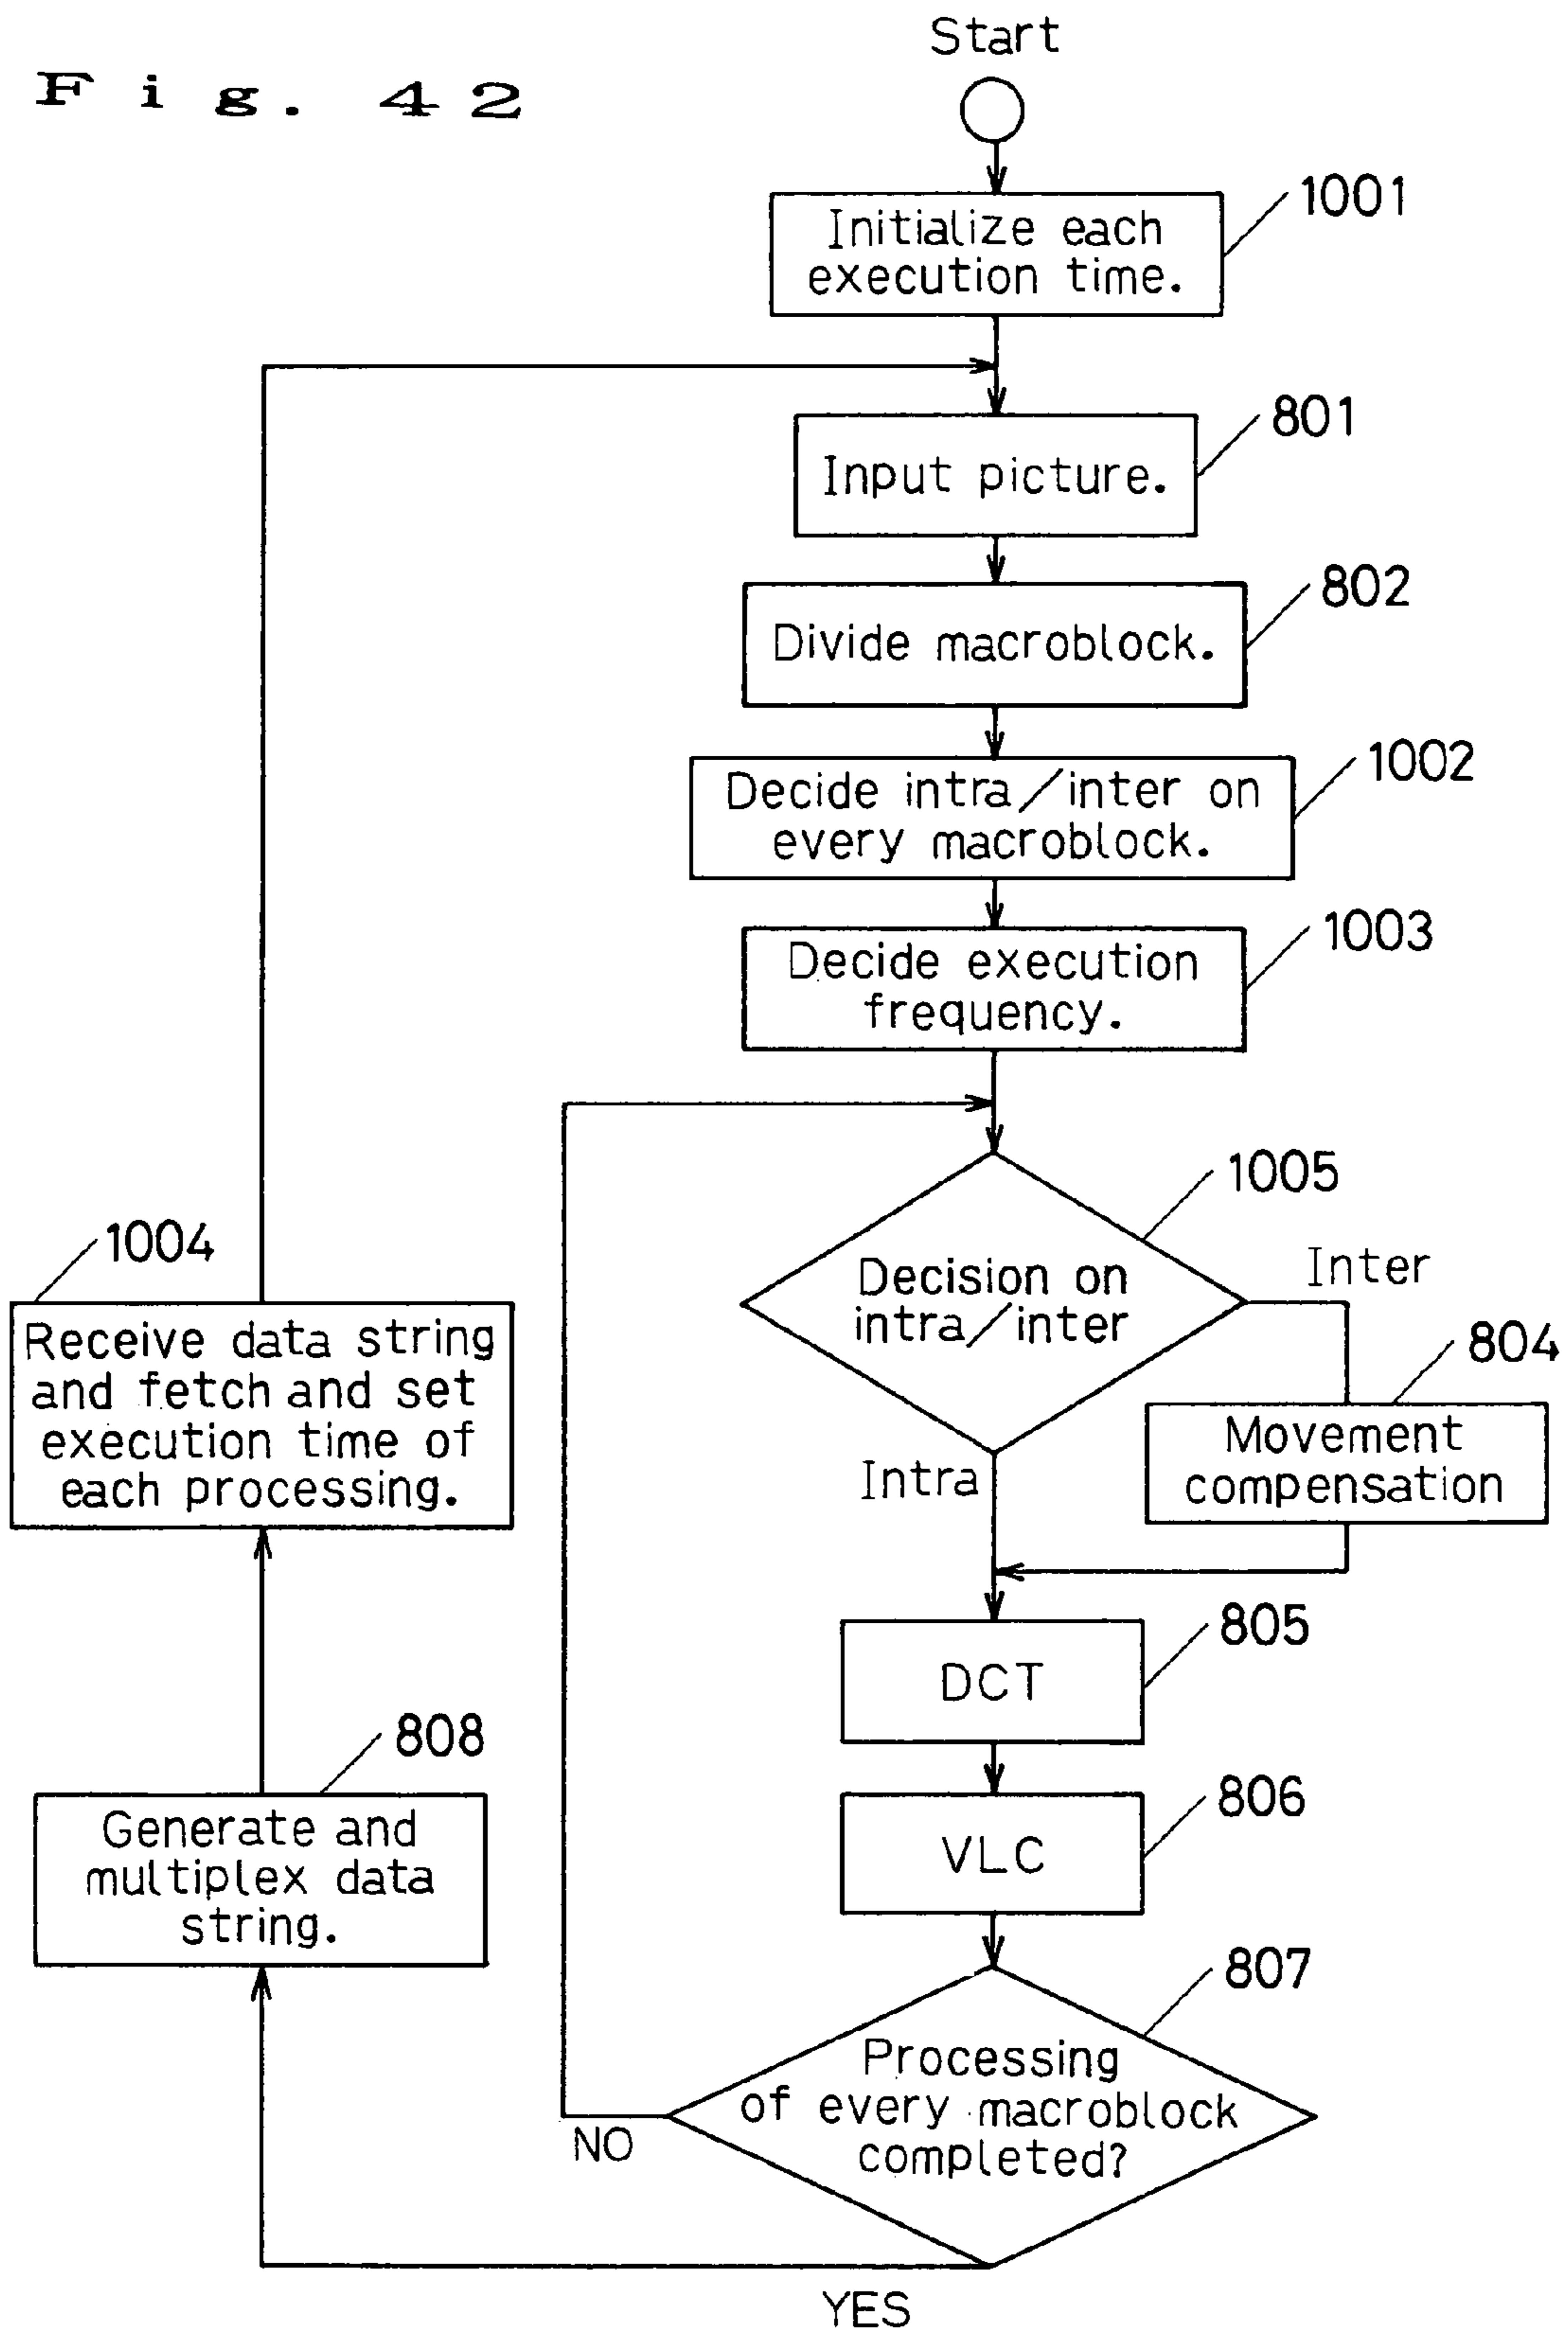 Fig. 42
Start
1001
Initialize each
execution time.
801
Input picture.
802
Divide macroblock.
1002
Decide intra/inter on
every macroblock.
1003
Decide execution
frequency.
1005
Decision on
intra/inter
Inter
Intra
804
Movement
compensation
805
DCT
806
VLC
807
Processing
of every macroblock
completed?
NO
YES
808
Generate and
multiplex data
string.
1004
Receive data string
and fetch and set
execution time of
each processing.